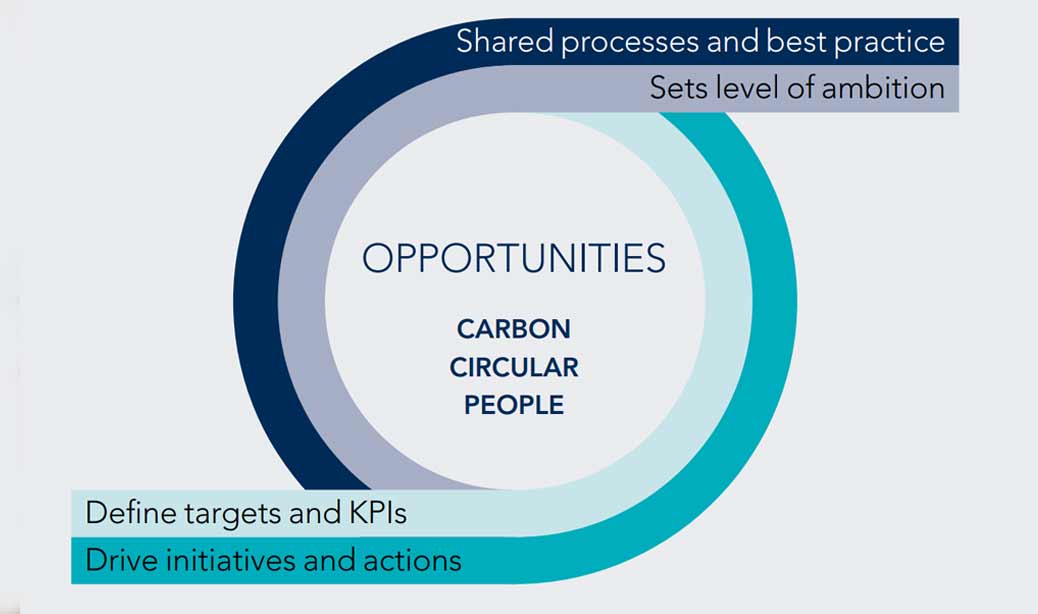 Shared processes and best practice
Sets level of ambition
OPPORTUNITIES
CARBON
CIRCULAR
PEOPLE
Define targets and KPIs
Drive initiatives and actions